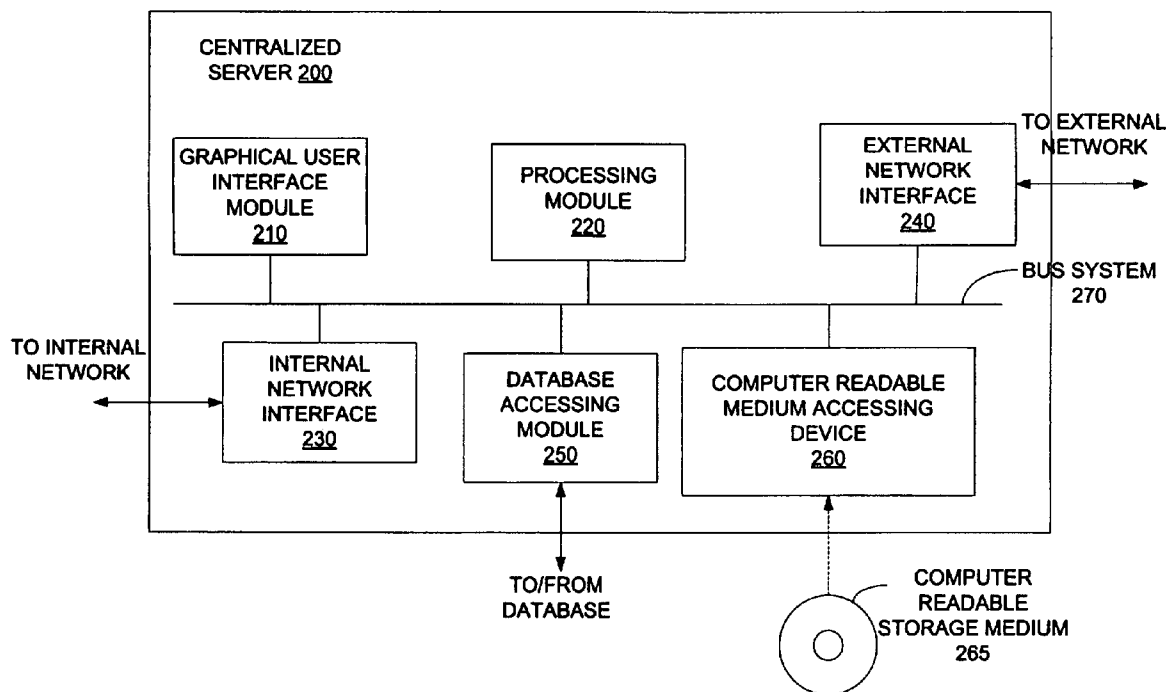 CENTRALIZED
SERVER 200
GRAPHICAL USER
INTERFACE
MODULE
210
PROCESSING
MODULE
220
EXTERNAL
NETWORK
INTERFACE
240
TO EXTERNAL
NETWORK
BUS SYSTEM
270
TO INTERNAL
NETWORK
INTERNAL
NETWORK
INTERFACE
230
DATABASE
ACCESSING
MODULE
250
COMPUTER READABLE
MEDIUM ACCESSING
DEVICE
260
TO/FROM
DATABASE
COMPUTER
READABLE
STORAGE MEDIUM
265